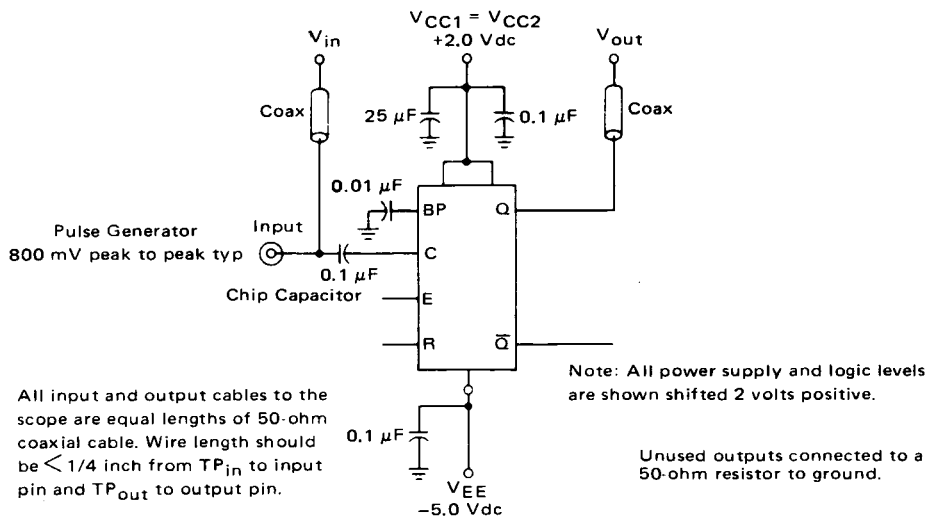 V_CC1 = V_CC2
+2.0 Vdc
V_in
V_out
Coax
25 µF
0.1 µF
Coax
0.01 µF
BP
Q
Pulse Generator
800 mV peak to peak typ
Input
C
0.1 µF
Chip Capacitor
E
R
Q̅
All input and output cables to the
scope are equal lengths of 50-ohm
coaxial cable. Wire length should
be < 1/4 inch from TP_in to input
pin and TP_out to output pin.
0.1 µF
V_EE
−5.0 Vdc
Note: All power supply and logic levels
are shown shifted 2 volts positive.
Unused outputs connected to a
50-ohm resistor to ground.